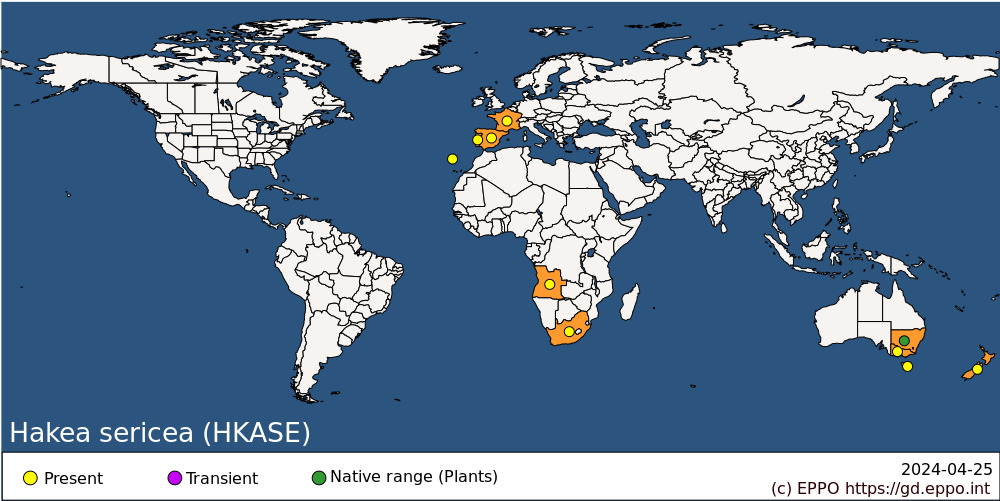 Hakea sericea (HKASE)
Present
Transient
Native range (Plants)
2024-04-25
(c) EPPO https://gd.eppo.int